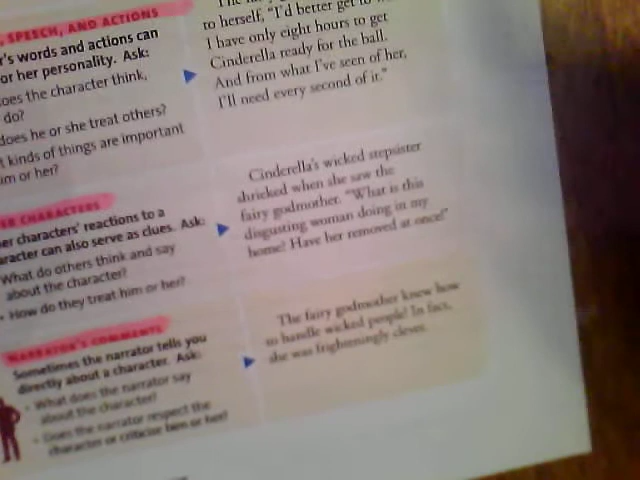 , SPEECH, AND ACTIONS
r's words and actions can
or her personality. Ask:
oes the character think,
do?
does he or she treat others?
t kinds of things are important
im or her?
to herself, "I'd better get
I have only eight hours to get
Cinderella ready for the ball.
And from what I've seen of her,
I'll need every second of it."
ER CHARACTERS
er characters' reactions to a
aracter can also serve as clues. Ask:
What do others think and say
about the character?
• How do they treat him or her?
Cinderella's wicked stepsister
shrieked when she saw the
fairy godmother. "What is this
disgusting woman doing in my
home? Have her removed at once!"
NARRATOR'S COMMENTS
Sometimes the narrator tells you
directly about a character. Ask:
• What does the narrator say
about the character?
• Does the narrator respect the
character or criticize him or her?
The fairy godmother knew how
to handle wicked people! In fact,
she was frighteningly clever.